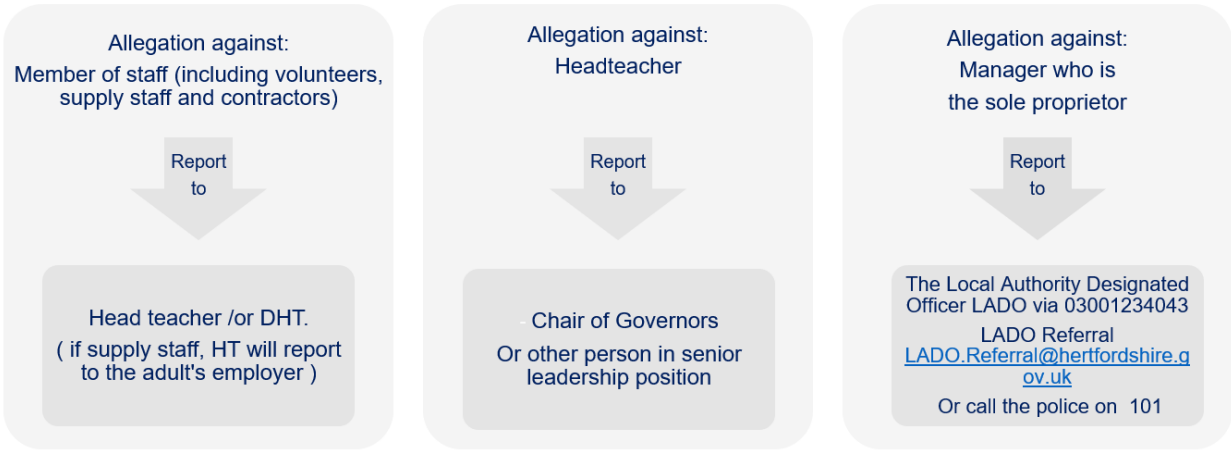 Allegation against:
Member of staff (including volunteers,
supply staff and contractors)
Report
to
Head teacher /or DHT.
( if supply staff, HT will report
to the adult's employer )
Allegation against:
Headteacher
Report
to
- Chair of Governors
Or other person in senior
leadership position
Allegation against:
Manager who is
the sole proprietor
Report
to
The Local Authority Designated
Officer LADO via 03001234043
LADO Referral
LADO.Referral@hertfordshire.g
ov.uk
Or call the police on 101